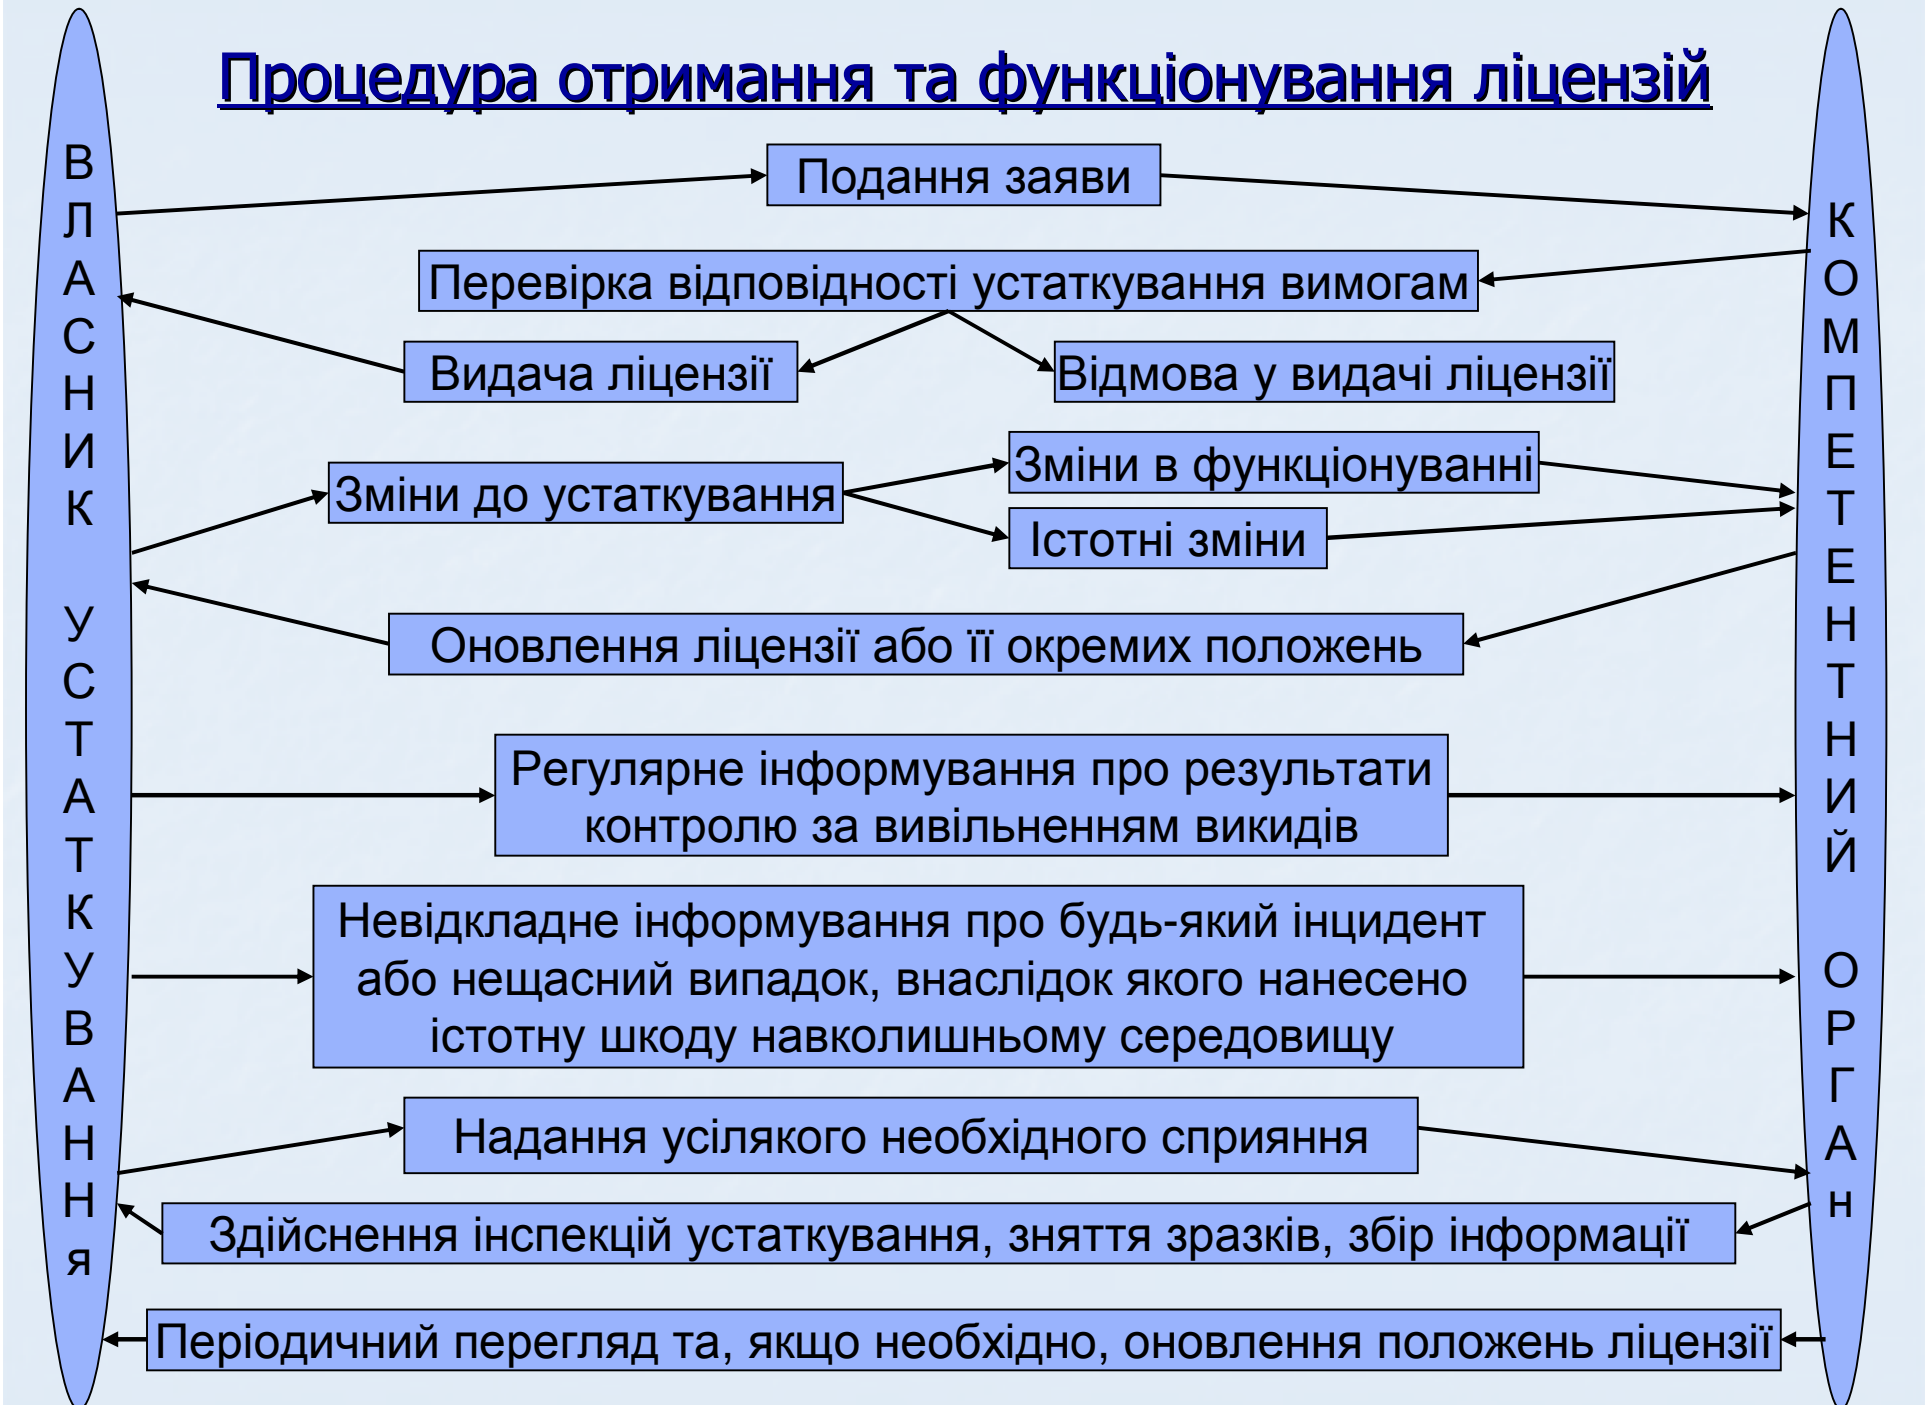 Процедура отримання та функціонування ліцензій
ВЛАСНИК УСТАТКУВАННя
Подання заяви
Перевірка відповідності устаткування вимогам
Видача ліцензії
Відмова у видачі ліцензії
Зміни до устаткування
Зміни в функціонуванні
Істотні зміни
Оновлення ліцензії або її окремих положень
Регулярне інформування про результати
контролю за вивільненням викидів
Невідкладне інформування про будь-який інцидент
або нещасний випадок, внаслідок якого нанесено
істотну шкоду навколишньому середовищу
Надання усілякого необхідного сприяння
Здійснення інспекцій устаткування, зняття зразків, збір інформації
Періодичний перегляд та, якщо необхідно, оновлення положень ліцензії
КОМПЕТЕНТНИЙ ОРГАн